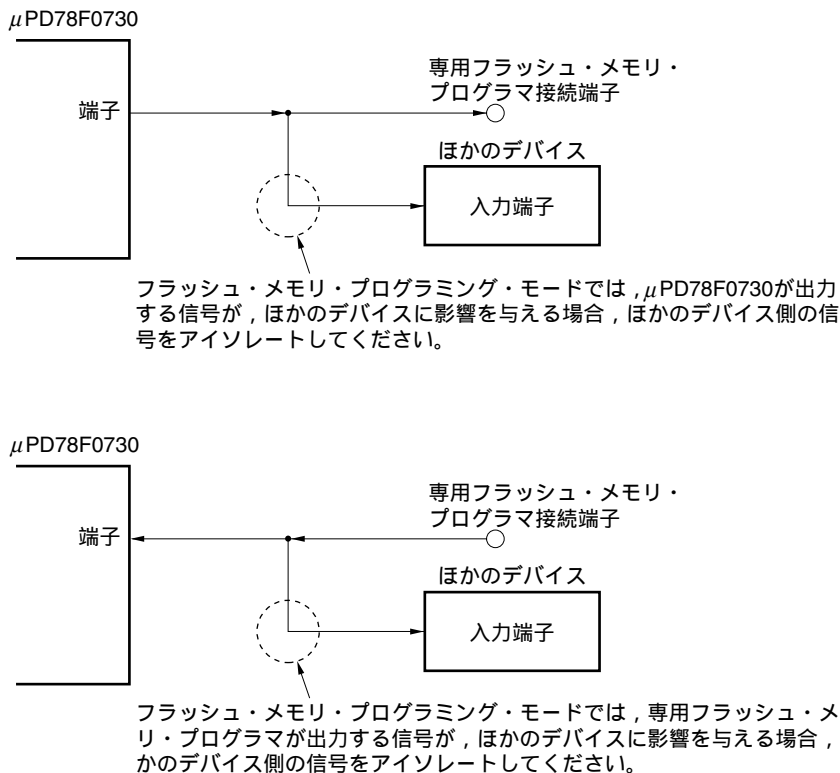 μPD78F0730
専用フラッシュ・メモリ・
プログラマ接続端子
端子
ほかのデバイス
入力端子
フラッシュ・メモリ・プログラミング・モードでは，μPD78F0730が出力
する信号が，ほかのデバイスに影響を与える場合，ほかのデバイス側の信
号をアイソレートしてください。
μPD78F0730
専用フラッシュ・メモリ・
プログラマ接続端子
端子
ほかのデバイス
入力端子
フラッシュ・メモリ・プログラミング・モードでは，専用フラッシュ・メ
リ・プログラマが出力する信号が，ほかのデバイスに影響を与える場合，
かのデバイス側の信号をアイソレートしてください。